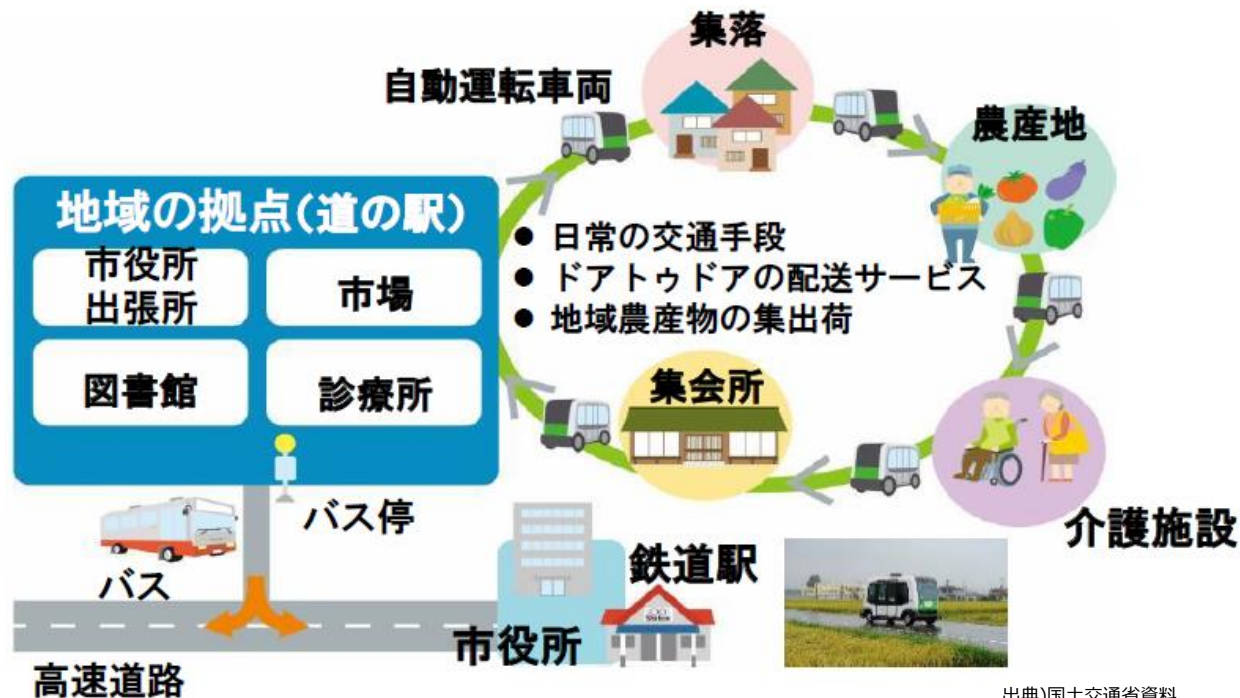 集落
自動運転車両
農産地
地域の拠点(道の駅)
市役所
出張所
市場
図書館
診療所
● 日常の交通手段
● ドアトゥドアの配送サービス
● 地域農産物の集出荷
集会所
介護施設
バス停
バス
鉄道駅
市役所
高速道路
出典)国土交通省資料